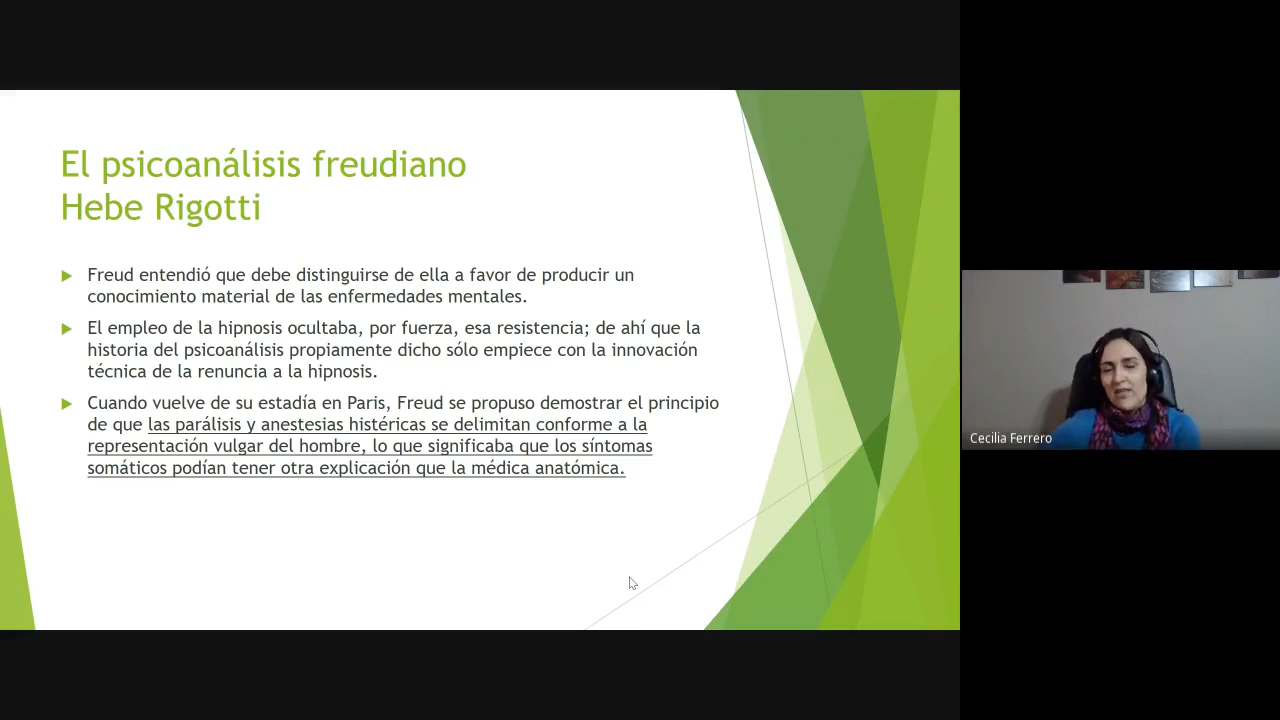 El psicoanálisis freudiano
Hebe Rigotti
Freud entendió que debe distinguirse de ella a favor de producir un
conocimiento material de las enfermedades mentales.
El empleo de la hipnosis ocultaba, por fuerza, esa resistencia; de ahí que la
historia del psicoanálisis propiamente dicho sólo empiece con la innovación
técnica de la renuncia a la hipnosis.
Cuando vuelve de su estadía en Paris, Freud se propuso demostrar el principio
de que las parálisis y anestesias histéricas se delimitan conforme a la
representación vulgar del hombre, lo que significaba que los síntomas
somáticos podían tener otra explicación que la médica anatómica.
Cecilia Ferrero